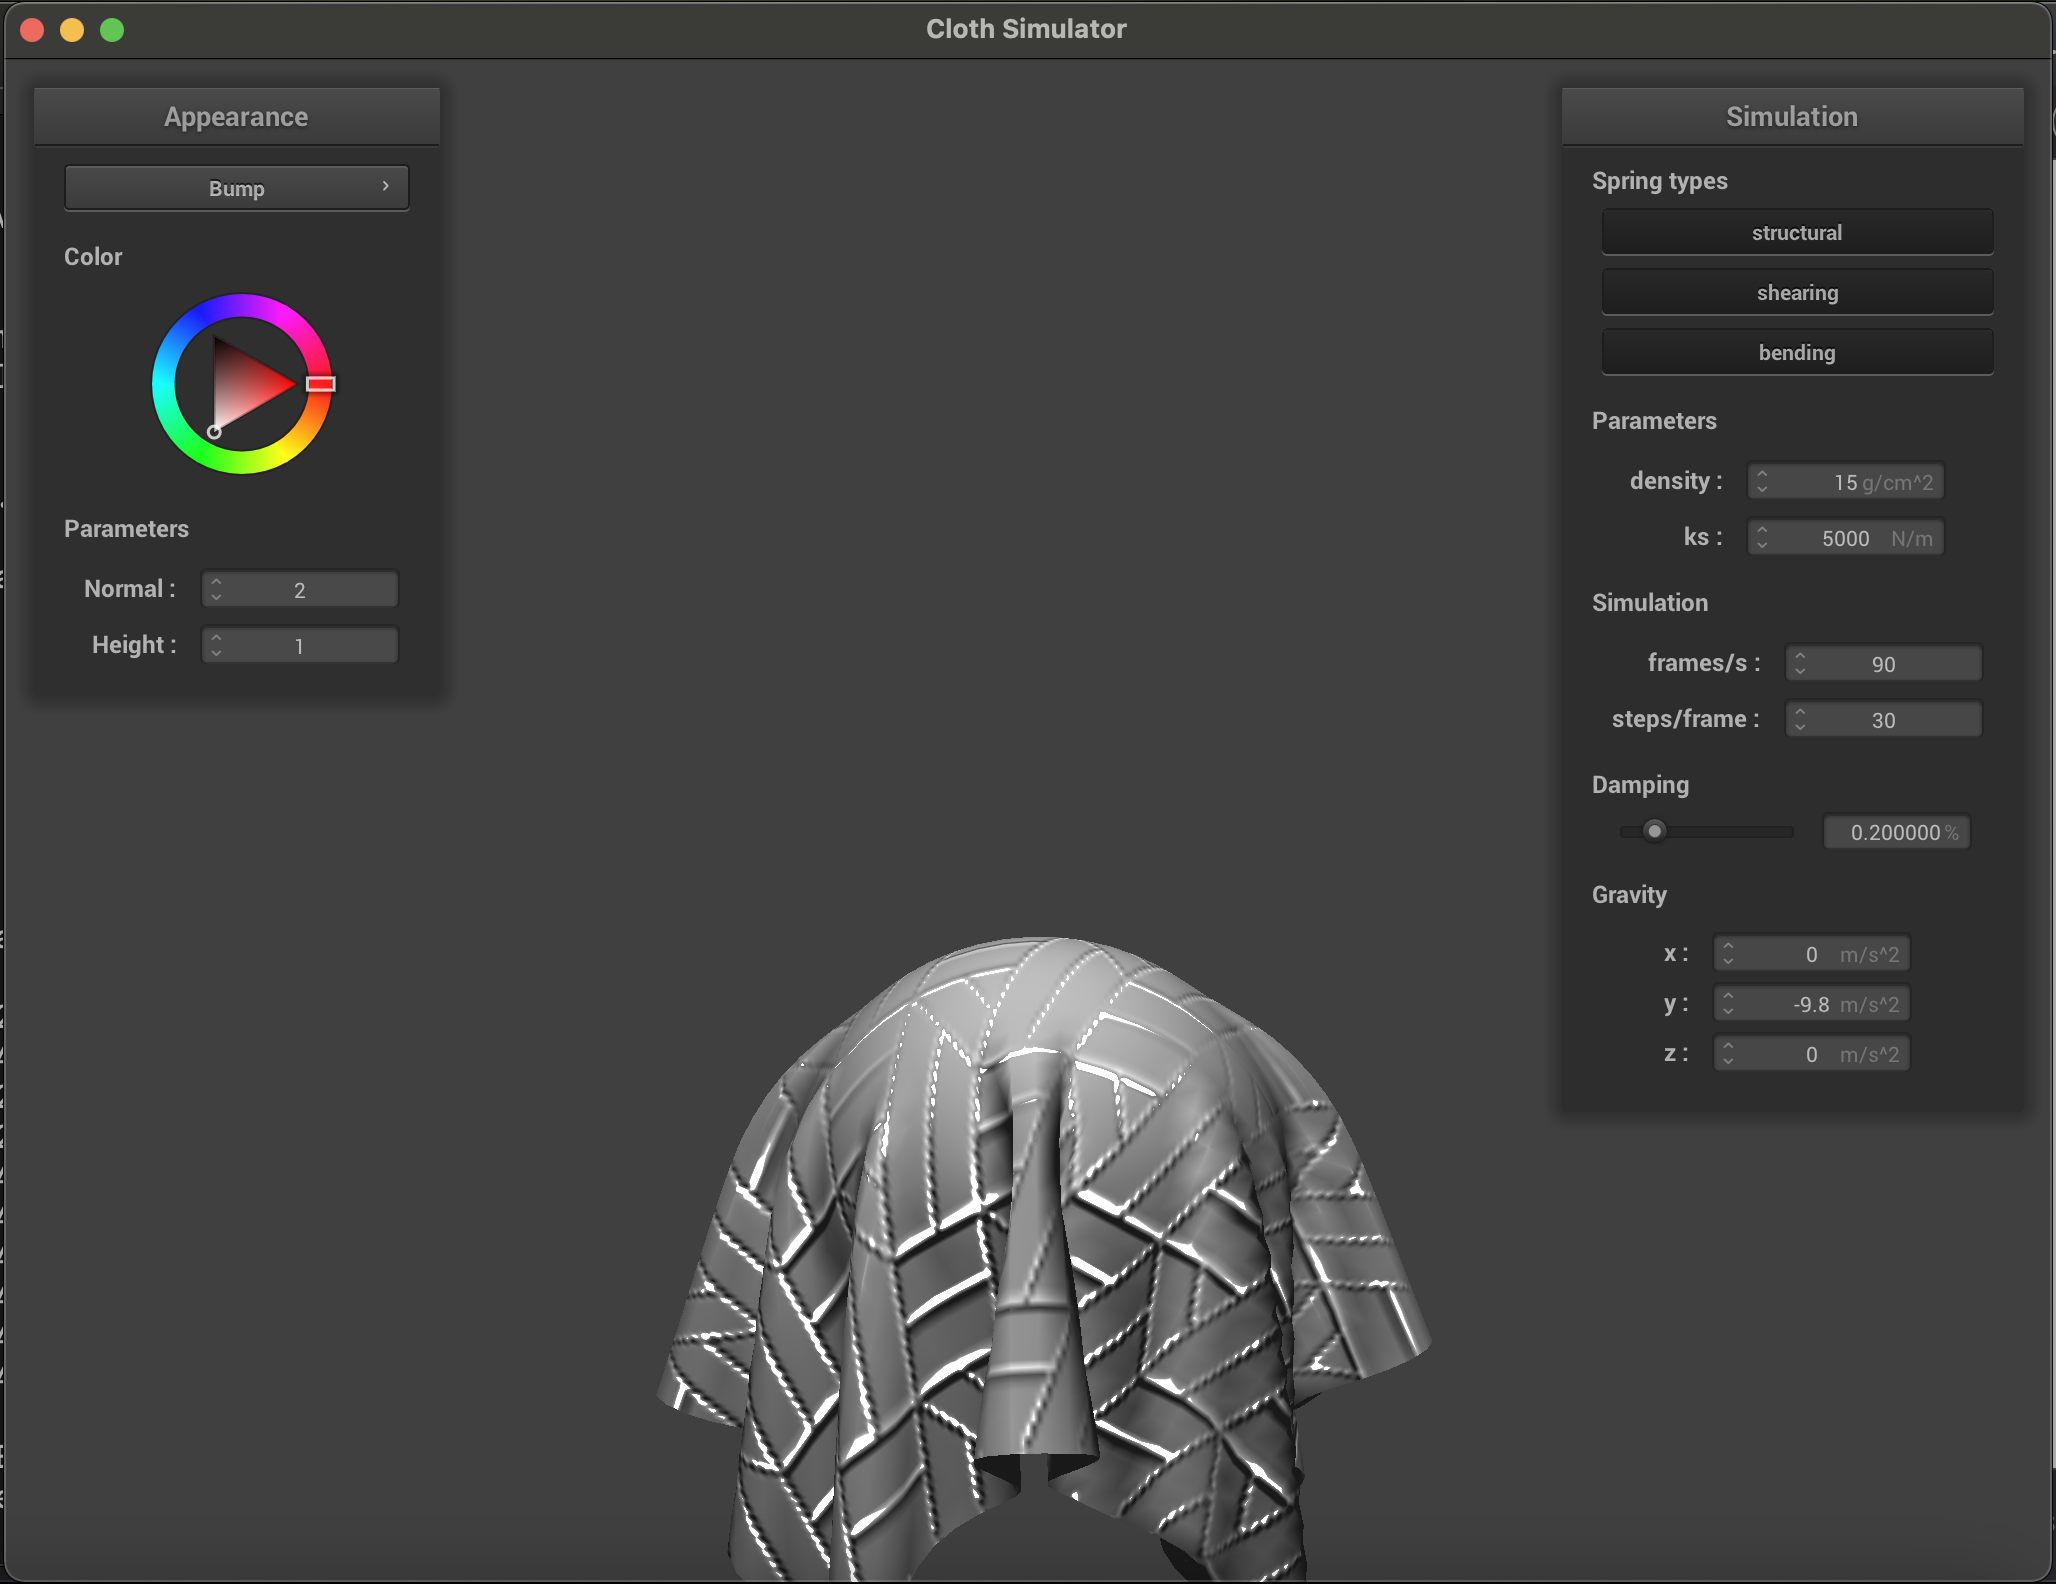 Cloth Simulator
Appearance
Bump
Color
Parameters
Normal : 2
Height : 1
Simulation
Spring types
structural
shearing
bending
Parameters
density : 15 g/cm^2
ks : 5000 N/m
Simulation
frames/s : 90
steps/frame : 30
Damping
0.200000 %
Gravity
x : 0 m/s^2
y : -9.8 m/s^2
z : 0 m/s^2